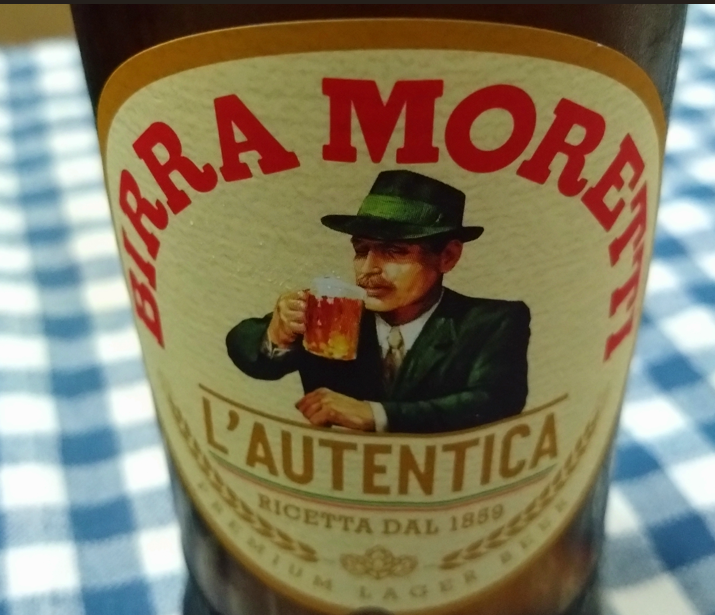 BIRRA MORETTI
L'AUTENTICA
RICETTA DAL 1859
PREMIUM LAGER BEER